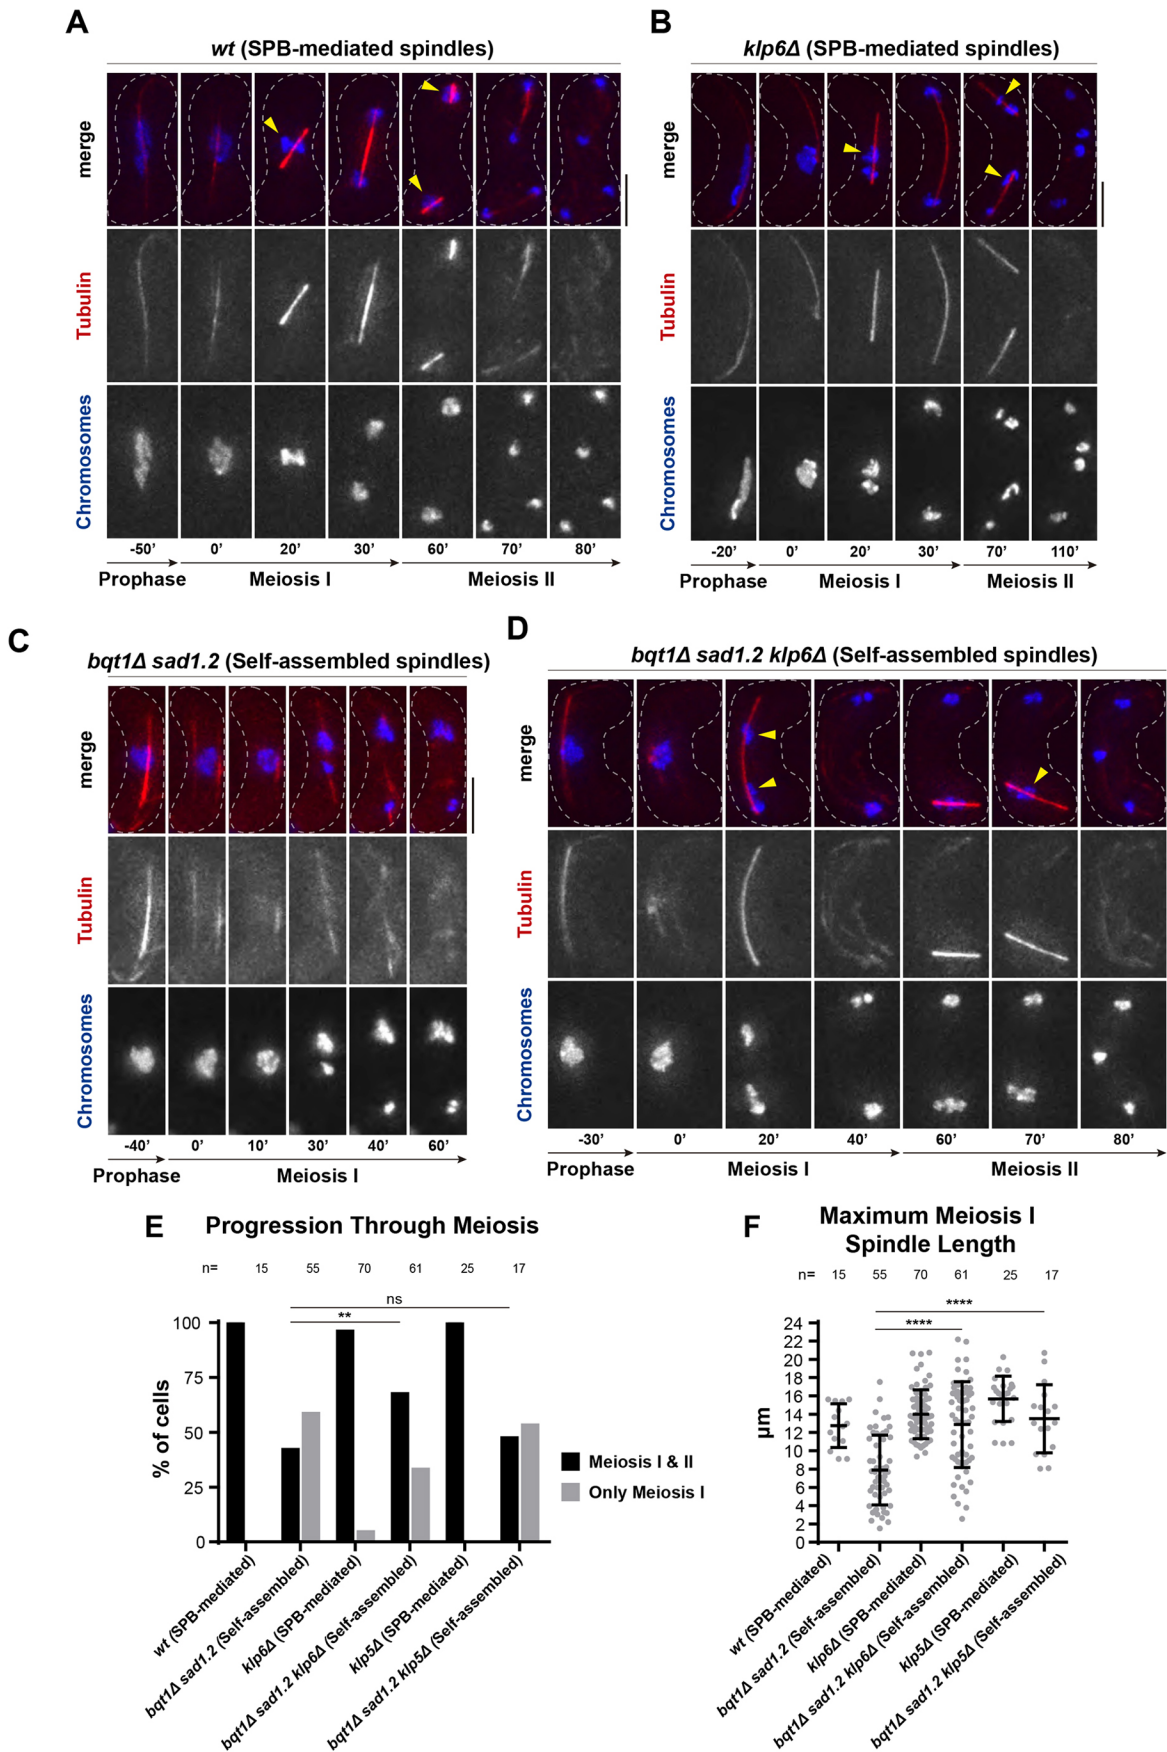 A
wt (SPB-mediated spindles)
merge
Tubulin
Chromosomes
-50’
0’
20’
30’
60’
70’
80’
Prophase
Meiosis I
Meiosis II
B
klp6Δ (SPB-mediated spindles)
merge
Tubulin
Chromosomes
-20’
0’
20’
30’
70’
110’
Prophase
Meiosis I
Meiosis II
C
bqt1Δ sad1.2 (Self-assembled spindles)
merge
Tubulin
Chromosomes
-40’
0’
10’
30’
40’
60’
Prophase
Meiosis I
D
bqt1Δ sad1.2 klp6Δ (Self-assembled spindles)
merge
Tubulin
Chromosomes
-30’
0’
20’
40’
60’
70’
80’
Prophase
Meiosis I
Meiosis II
E
Progression Through Meiosis
n= 15 55 70 61 25 17
ns
**
% of cells
100
75
50
25
0
Meiosis I & II
Only Meiosis I
wt (SPB-mediated)
bqt1Δ sad1.2 (Self-assembled)
klp6Δ (SPB-mediated)
bqt1Δ sad1.2 klp6Δ (Self-assembled)
klp5Δ (SPB-mediated)
bqt1Δ sad1.2 klp5Δ (Self-assembled)
F
Maximum Meiosis I
Spindle Length
n= 15 55 70 61 25 17
****
****
µm
24
22
20
18
16
14
12
10
8
6
4
2
0
wt (SPB-mediated)
bqt1Δ sad1.2 (Self-assembled)
klp6Δ (SPB-mediated)
bqt1Δ sad1.2 klp6Δ (Self-assembled)
klp5Δ (SPB-mediated)
bqt1Δ sad1.2 klp5Δ (Self-assembled)